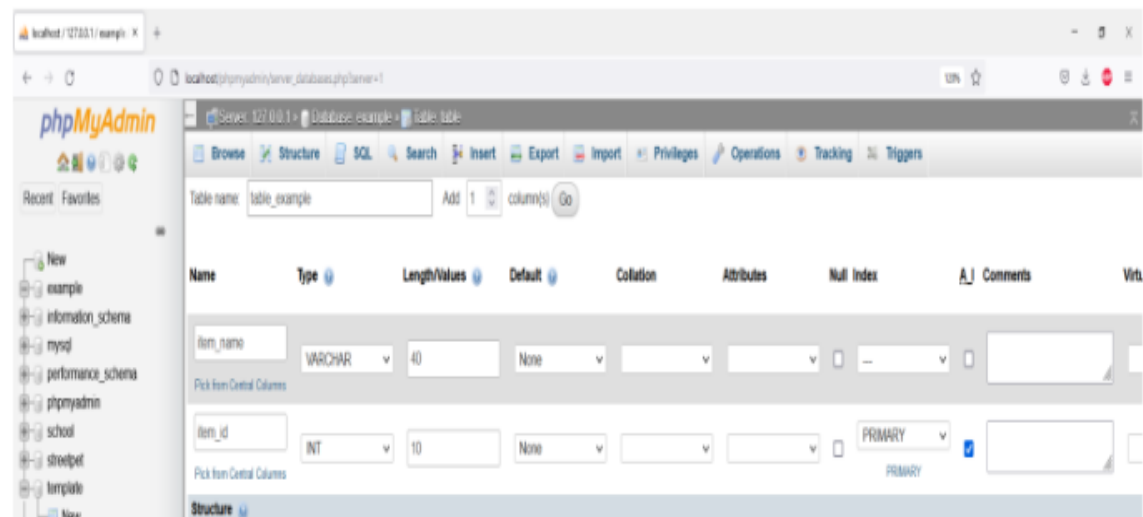 localhost / 127.0.0.1 / example
localhost/phpmyadmin/server_databases.php?server=1
120%
phpMyAdmin
Recent Favorites
New
example
information_schema
mysql
performance_schema
phpmyadmin
school
streetpet
template
New
Server: 127.0.0.1 » Database: example » Table: table
Browse Structure SQL Search Insert Export Import Privileges Operations Tracking Triggers
Table name: table_example Add 1 column(s) Go
Name Type Length/Values Default Collation Attributes Null Index A_I Comments Virtu
item_name VARCHAR 40 None ---
Pick from Central Columns
item_id INT 10 None PRIMARY
Pick from Central Columns PRIMARY
Structure